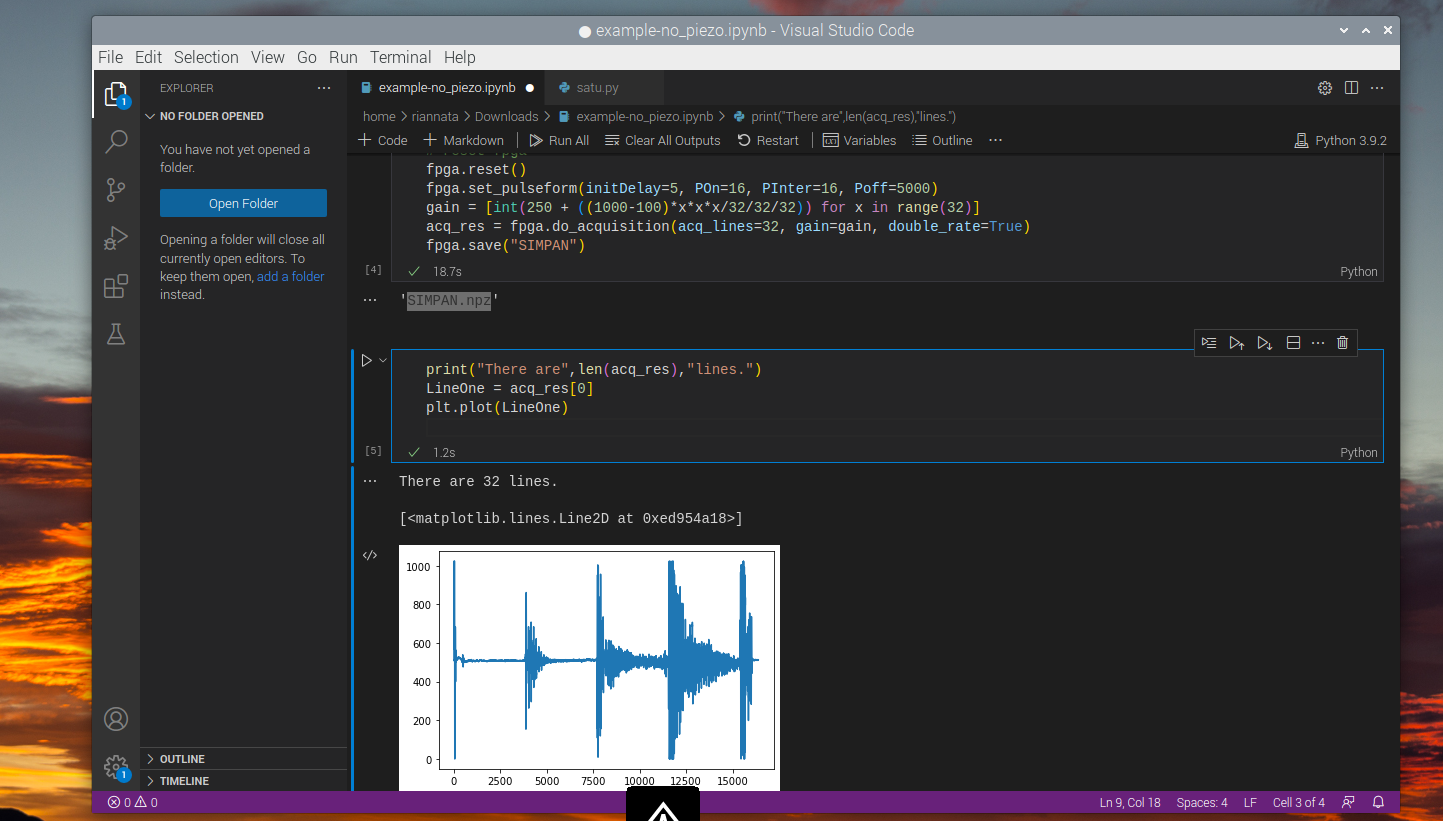 example-no_piezo.ipynb - Visual Studio Code
File Edit Selection View Go Run Terminal Help
EXPLORER
NO FOLDER OPENED
You have not yet opened a
folder.
Open Folder
Opening a folder will close all
currently open editors. To
keep them open, add a folder
instead.
OUTLINE
TIMELINE
1
1
example-no_piezo.ipynb
satu.py
home > riannata > Downloads > example-no_piezo.ipynb > print("There are",len(acq_res),"lines.")
Code Markdown Run All Clear All Outputs Restart Variables Outline ··· Python 3.9.2
fpga.reset()
fpga.set_pulseform(initDelay=5, POn=16, PInter=16, Poff=5000)
gain = [int(250 + ((1000-100)*x*x*x/32/32/32)) for x in range(32)]
acq_res = fpga.do_acquisition(acq_lines=32, gain=gain, double_rate=True)
fpga.save("SIMPAN")
[4] 18.7s Python
'SIMPAN.npz'
print("There are",len(acq_res),"lines.")
LineOne = acq_res[0]
plt.plot(LineOne)
[5] 1.2s Python
There are 32 lines.
[<matplotlib.lines.Line2D at 0xed954a18>]
1000
800
600
400
200
0
0 2500 5000 7500 10000 12500 15000
0 0 Ln 9, Col 18 Spaces: 4 LF Cell 3 of 4